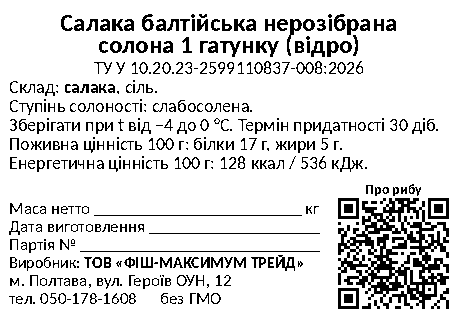 Салака балтійська нерозібрана
солона 1 гатунку (відро)
ТУ У 10.20.23-2599110837-008:2026
Склад: салака, сіль.
Ступінь солоності: слабосолена.
Зберігати при t від −4 до 0 °C. Термін придатності 30 діб.
Поживна цінність 100 г: білки 17 г, жири 5 г.
Енергетична цінність 100 г: 128 ккал / 536 кДж.
Про рибу
Маса нетто ________________________ кг
Дата виготовлення ____________________
Партія № ____________________________
Виробник: ТОВ «ФІШ-МАКСИМУМ ТРЕЙД»
м. Полтава, вул. Героїв ОУН, 12
тел. 050-178-1608 без ГМО